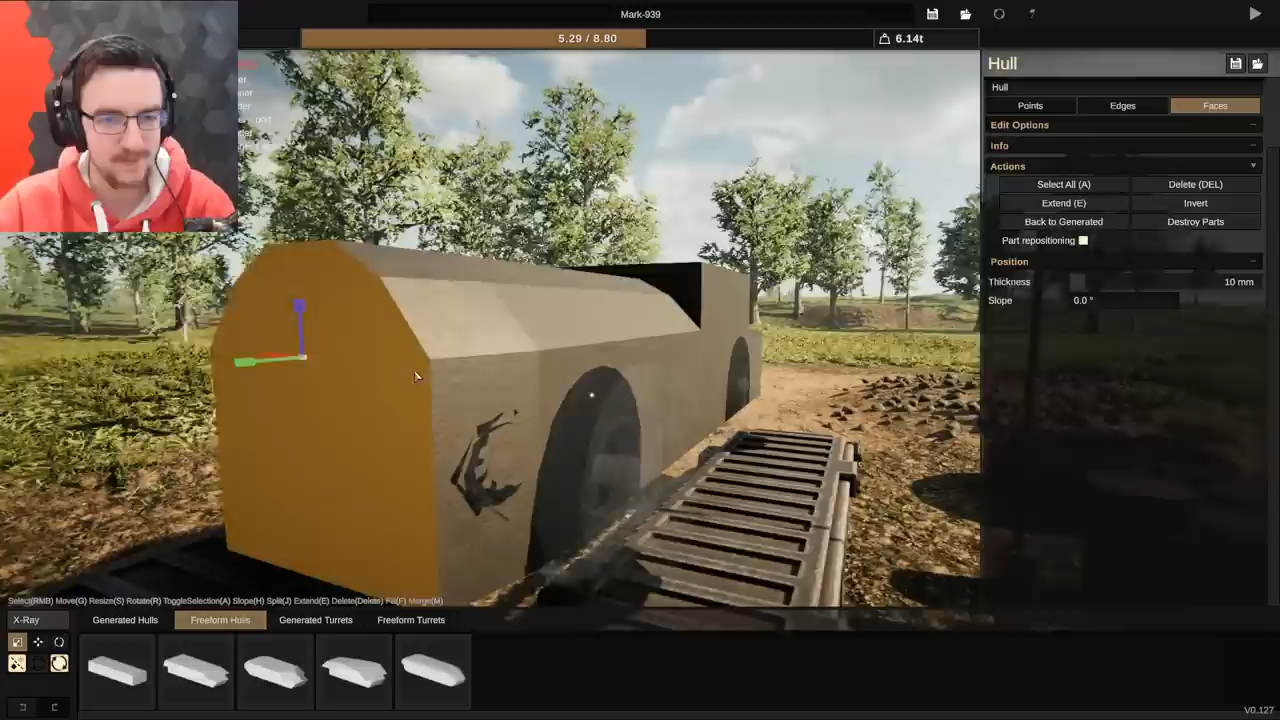 Mark-939
5.29 / 8.80
6.14t
Hull
Hull
Points Edges Faces
Edit Options
Info
Actions
Select All (A) Delete (DEL)
Extend (E) Invert
Back to Generated Destroy Parts
Part repositioning
Position
Thickness 10 mm
Slope 0.0 °
Select(RMB) Move(G) Resize(S) Rotate(R) ToggleSelection(A) Slope(H) Split(J) Extend(E) Delete(Delete) Fill(F) Merge(M)
X-Ray Generated Hulls Freeform Hulls Generated Turrets Freeform Turrets
V0.127